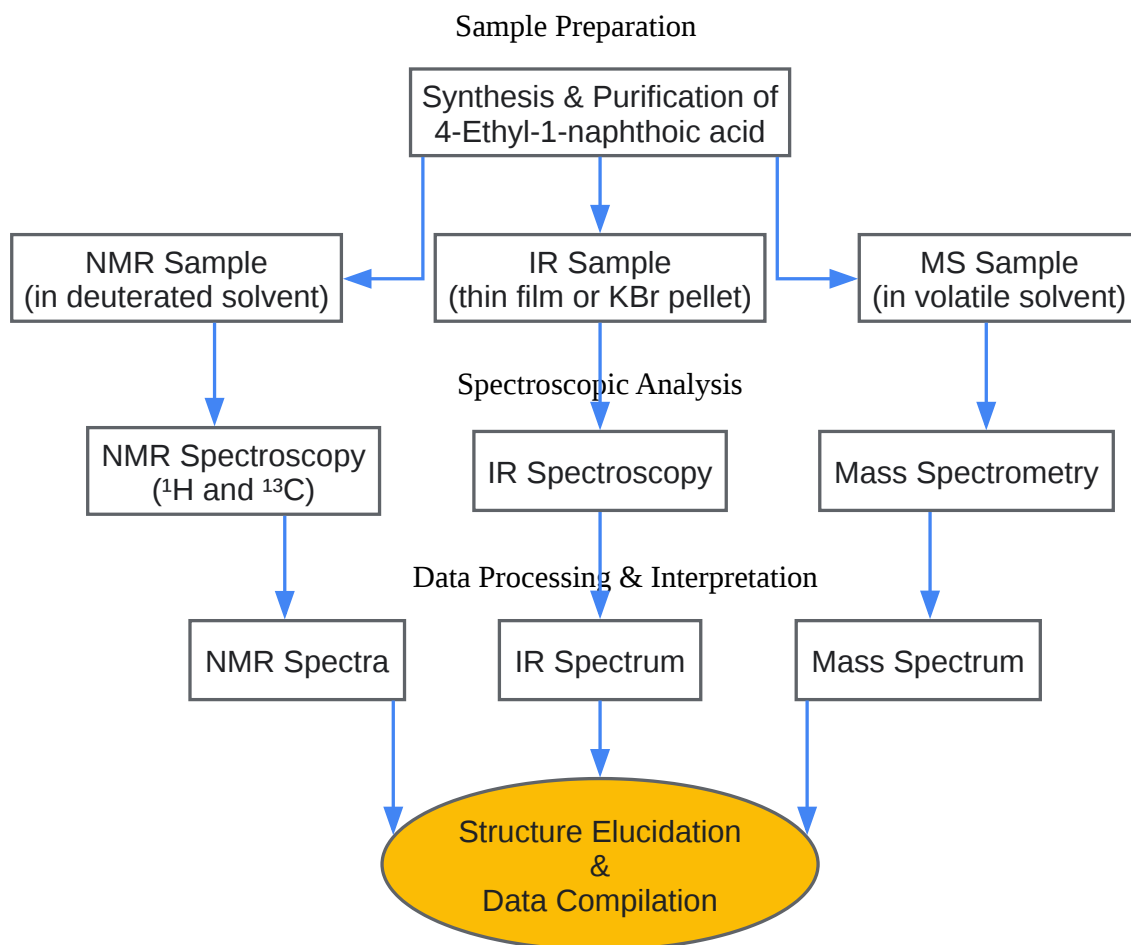 Sample Preparation
Synthesis & Purification of
4-Ethyl-1-naphthoic acid
NMR Sample
(in deuterated solvent)
IR Sample
(thin film or KBr pellet)
MS Sample
(in volatile solvent)
Spectroscopic Analysis
NMR Spectroscopy
(¹H and ¹³C)
IR Spectroscopy
Mass Spectrometry
Data Processing & Interpretation
NMR Spectra
IR Spectrum
Mass Spectrum
Structure Elucidation
&
Data Compilation